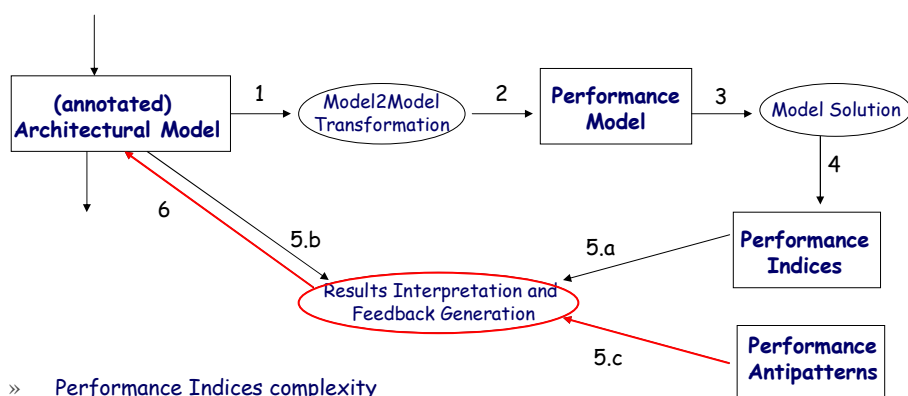 (annotated)
Architectural Model
1
Model2Model
Transformation
2
Performance
Model
3
Model Solution
4
6
5.b
5.a
Performance
Indices
Results Interpretation and
Feedback Generation
5.c
Performance
Antipatterns
» Performance Indices complexity